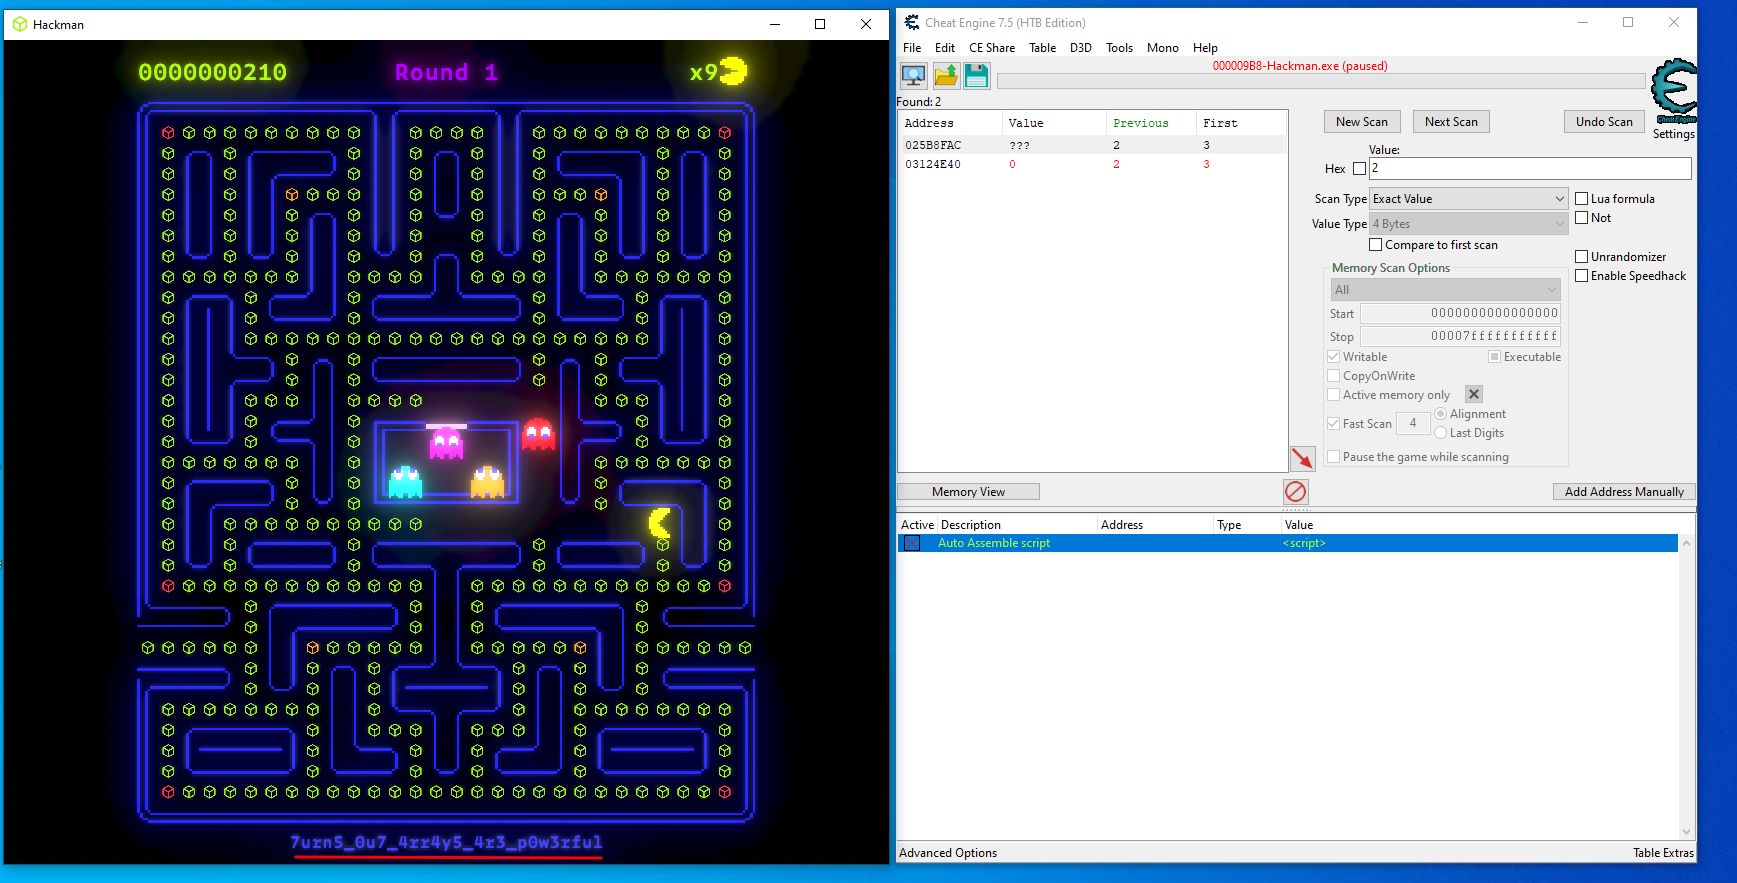 Hackman
0000000210
Round 1
x9
7urn5_0u7_4rr4y5_4r3_p0w3rful
Cheat Engine 7.5 (HTB Edition)
File Edit CE Share Table D3D Tools Mono Help
000009B8-Hackman.exe (paused)
Found: 2
Cheat Engine
Settings
Address Value Previous First
025B8FAC ??? 2 3
03124E40 0 2 3
New Scan Next Scan Undo Scan
Value:
Hex 2
Scan Type Exact Value
Lua formula
Value Type 4 Bytes
Not
Compare to first scan
Memory Scan Options
Unrandomizer
Enable Speedhack
All
Start 0000000000000000
Stop 00007fffffffffff
Writable Executable
CopyOnWrite
Active memory only
Fast Scan 4 Alignment
Last Digits
Pause the game while scanning
Memory View
Add Address Manually
Active Description Address Type Value
Auto Assemble script <script>
Advanced Options
Table Extras